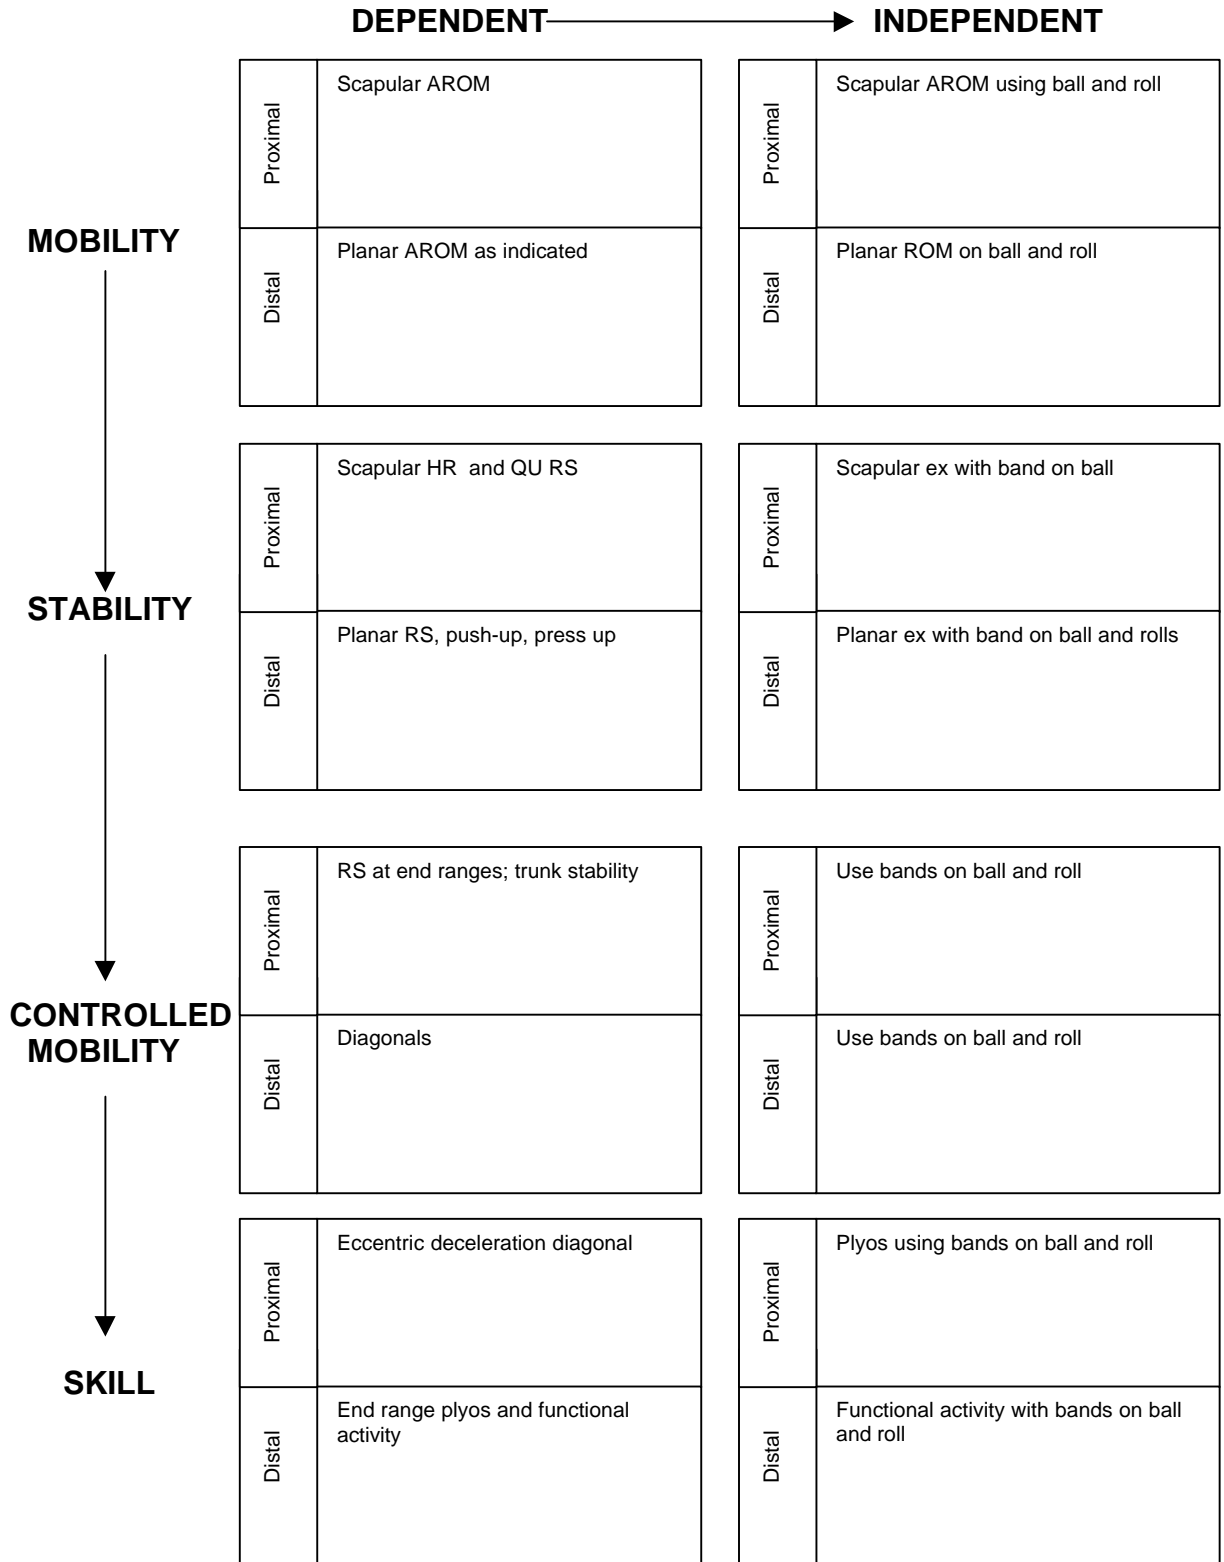 DEPENDENT INDEPENDENT
MOBILITY
Proximal
Scapular AROM
Distal
Planar AROM as indicated
Proximal
Scapular AROM using ball and roll
Distal
Planar ROM on ball and roll
STABILITY
Proximal
Scapular HR and QU RS
Distal
Planar RS, push-up, press up
Proximal
Scapular ex with band on ball
Distal
Planar ex with band on ball and rolls
CONTROLLED
MOBILITY
Proximal
RS at end ranges; trunk stability
Distal
Diagonals
Proximal
Use bands on ball and roll
Distal
Use bands on ball and roll
SKILL
Proximal
Eccentric deceleration diagonal
Distal
End range plyos and functional
activity
Proximal
Plyos using bands on ball and roll
Distal
Functional activity with bands on ball
and roll